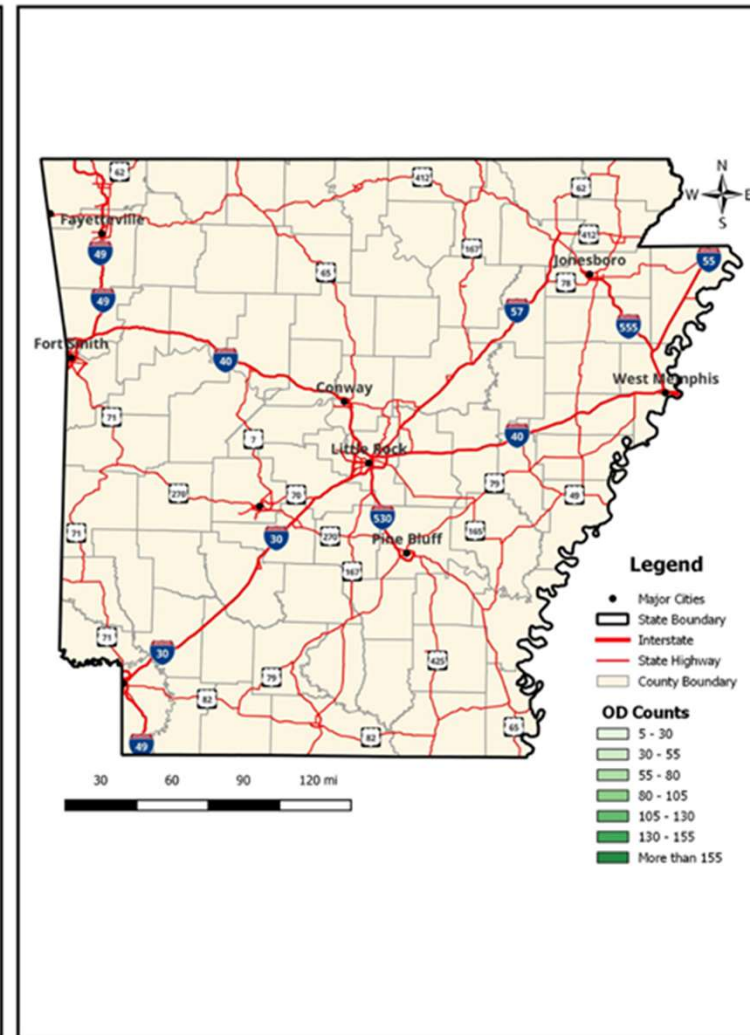 62
412
62
N
W
E
S
Fayetteville
49
412
167
Jonesboro
55
65
78
49
57
555
Fort Smith
40
Conway
West Memphis
71
7
Little Rock
40
270
70
79
49
530
71
30
270
Pine Bluff
165
167
Legend
Major Cities
State Boundary
Interstate
State Highway
County Boundary
71
30
425
79
82
OD Counts
65
82
49
5 - 30
30 - 55
55 - 80
80 - 105
105 - 130
130 - 155
More than 155
30 60 90 120 mi